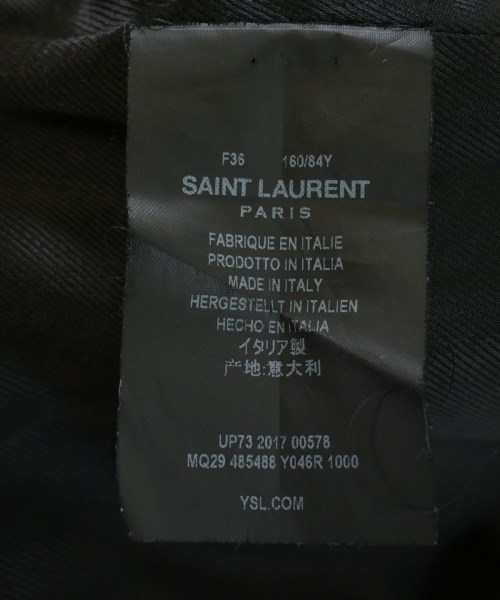 F36 160/84Y
SAINT LAURENT
PARIS
FABRIQUE EN ITALIE
PRODOTTO IN ITALIA
MADE IN ITALY
HERGESTELLT IN ITALIEN
HECHO EN ITALIA
イタリア製
产地:意大利
UP73 2017 00578
MQ29 485488 Y046R 1000
YSL.COM